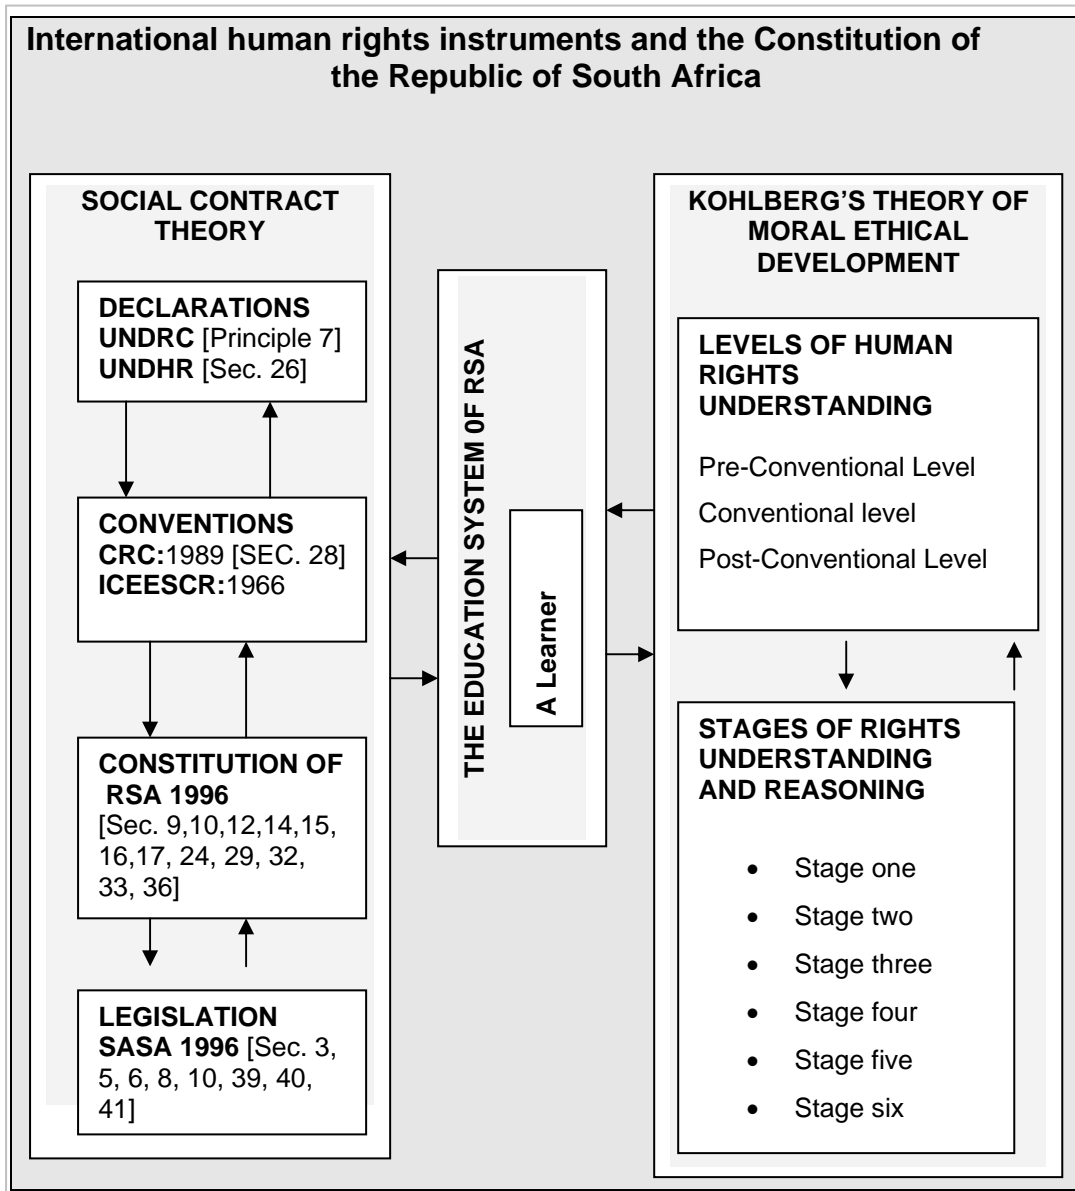 International human rights instruments and the Constitution of
the Republic of South Africa
SOCIAL CONTRACT
THEORY
DECLARATIONS
UNDRC [Principle 7]
UNDHR [Sec. 26]
CONVENTIONS
CRC:1989 [SEC. 28]
ICEESCR:1966
CONSTITUTION OF
RSA 1996
[Sec. 9,10,12,14,15,
16,17, 24, 29, 32,
33, 36]
LEGISLATION
SASA 1996 [Sec. 3,
5, 6, 8, 10, 39, 40,
41]
THE EDUCATION SYSTEM 0F RSA
A Learner
KOHLBERG’S THEORY OF
MORAL ETHICAL
DEVELOPMENT
LEVELS OF HUMAN
RIGHTS
UNDERSTANDING
Pre-Conventional Level
Conventional level
Post-Conventional Level
STAGES OF RIGHTS
UNDERSTANDING
AND REASONING
• Stage one
• Stage two
• Stage three
• Stage four
• Stage five
• Stage six